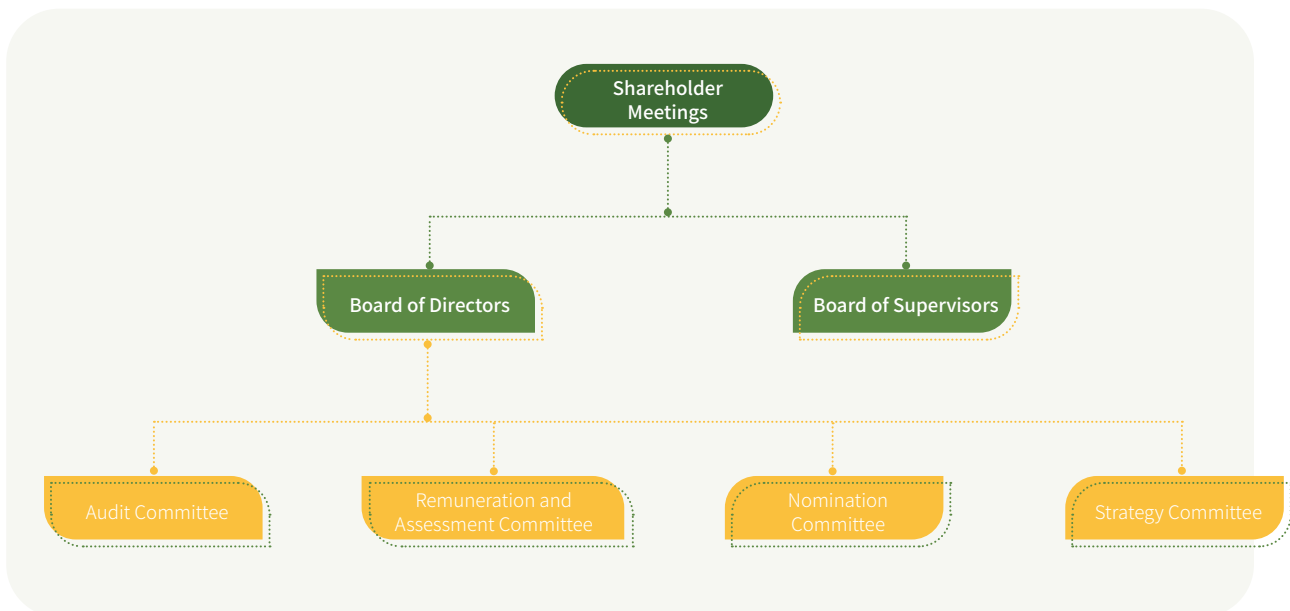 Shareholder
Meetings
Board of Directors
Board of Supervisors
Audit Committee
Remuneration and
Assessment Committee
Nomination
Committee
Strategy Committee